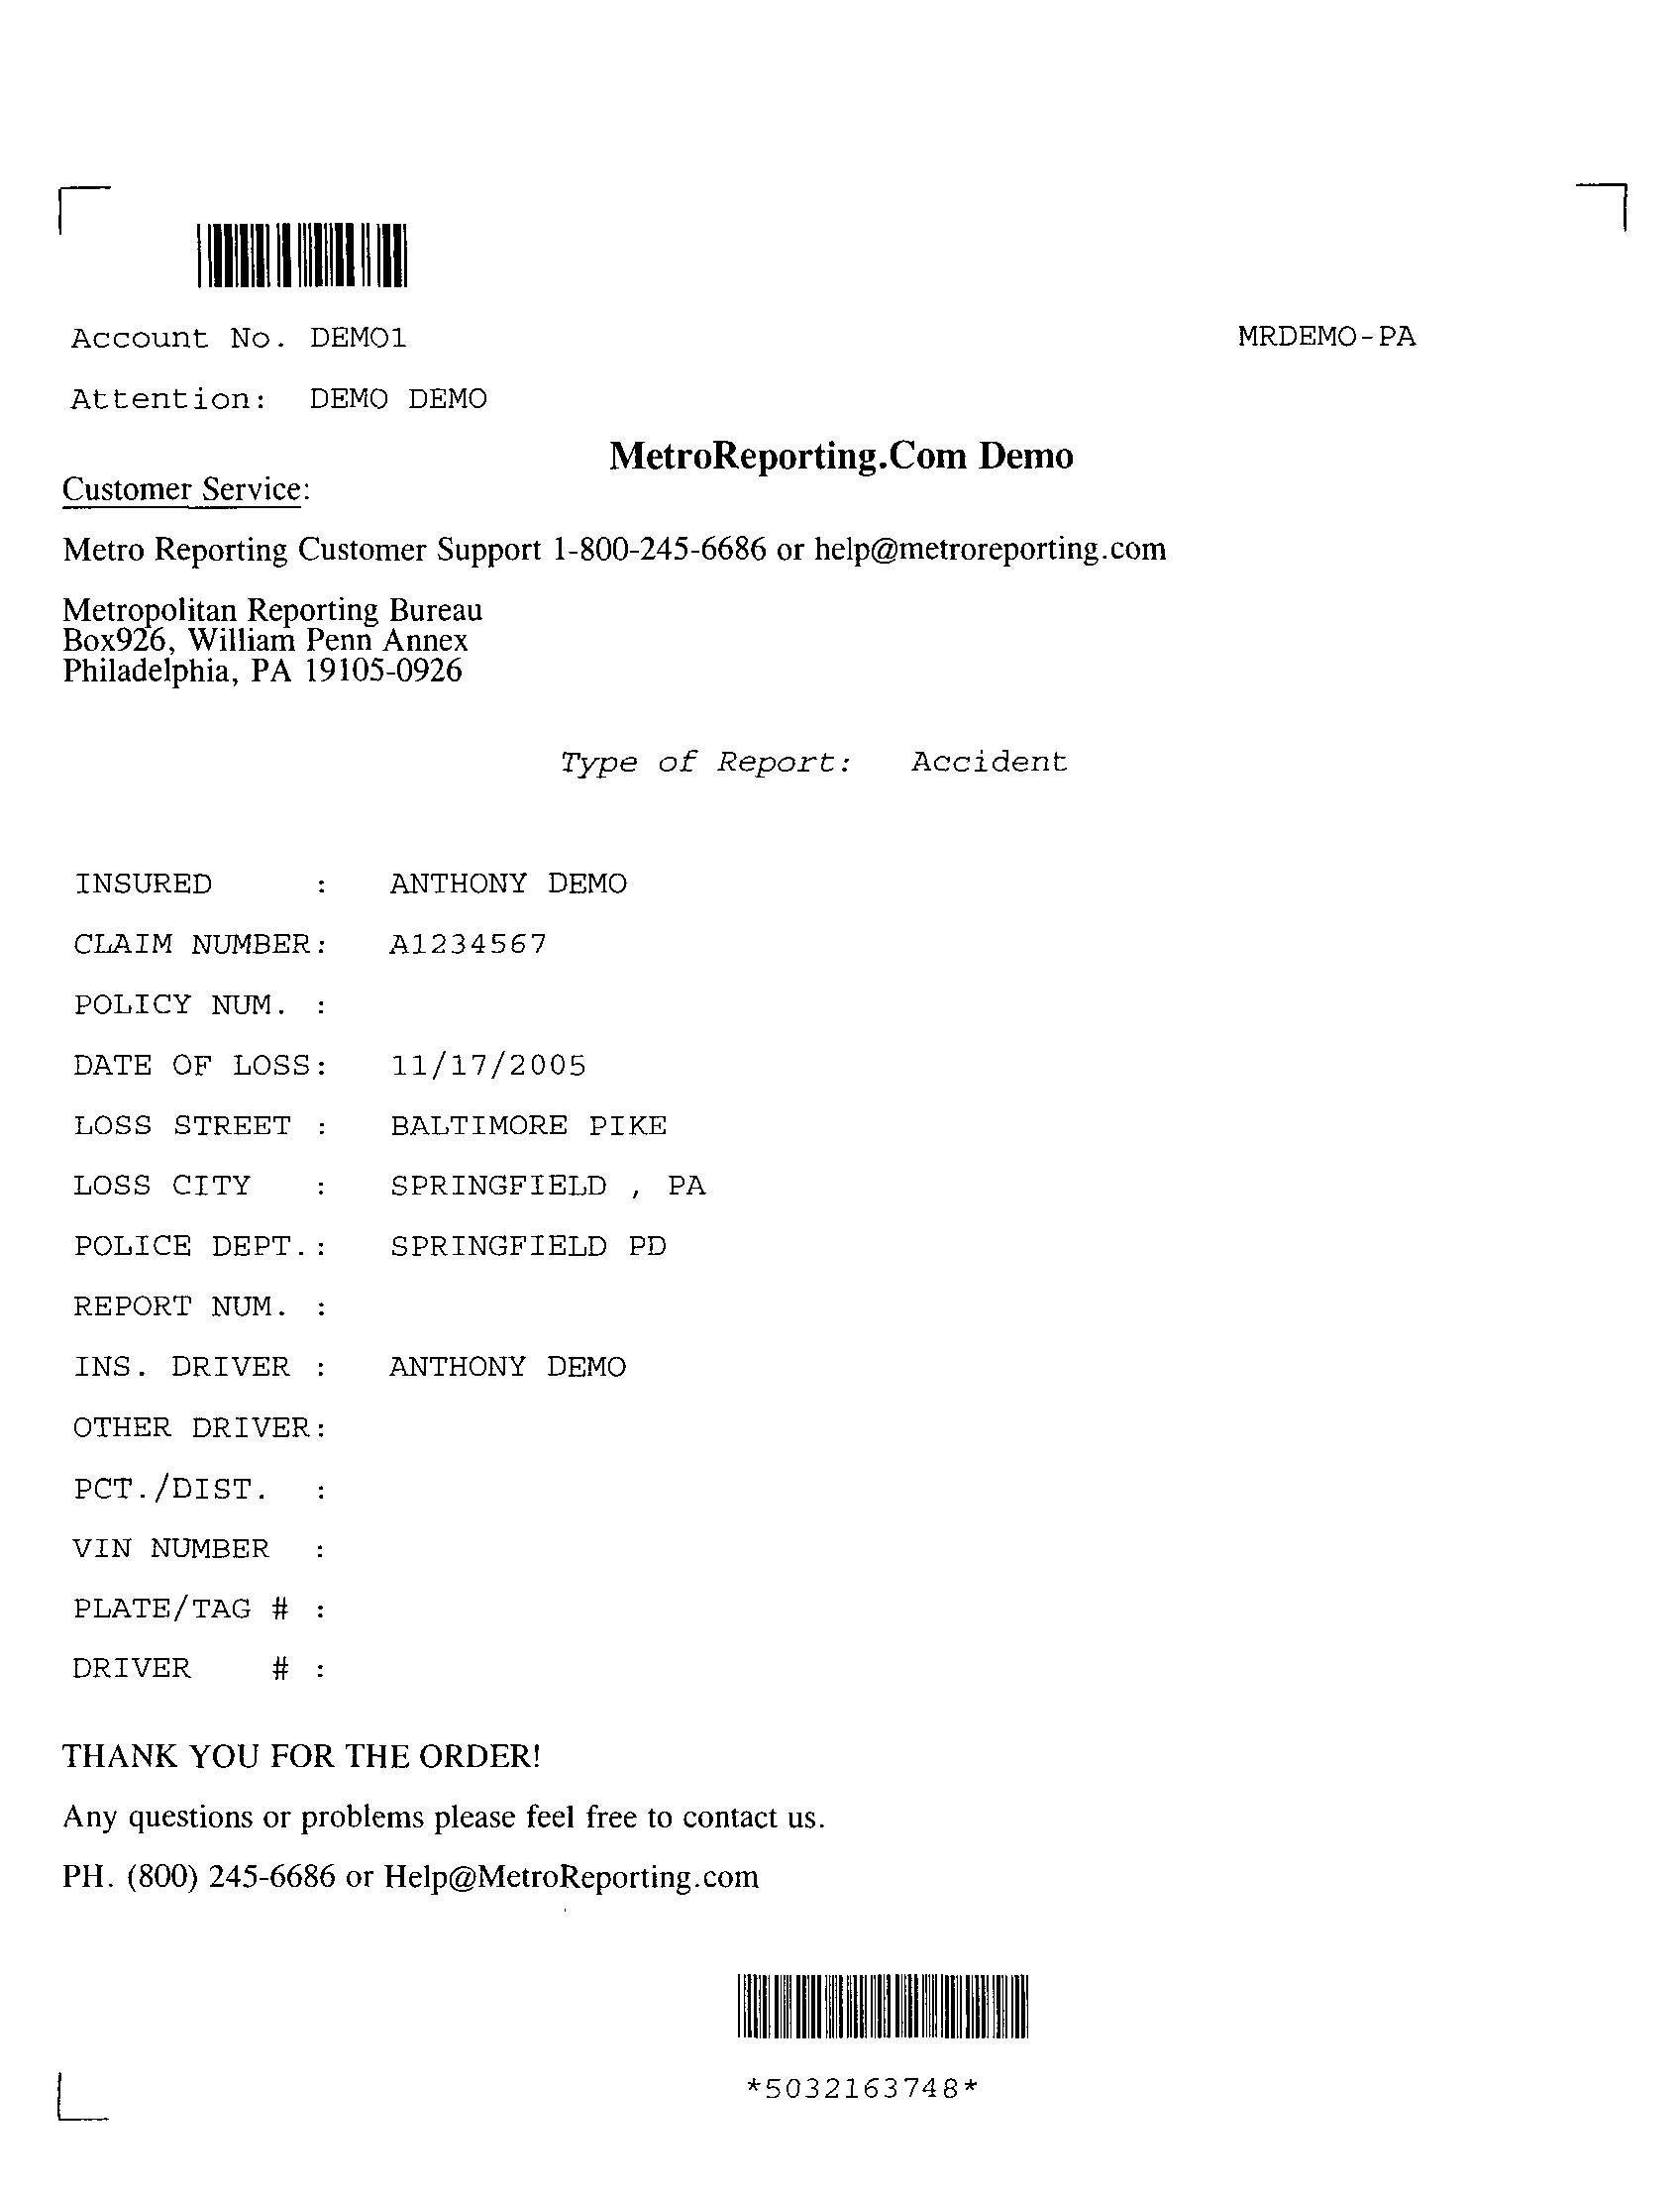 Account No. DEMO1 MRDEMO-PA
Attention: DEMO DEMO
MetroReporting.Com Demo
Customer Service:
Metro Reporting Customer Support 1-800-245-6686 or help@metroreporting.com
Metropolitan Reporting Bureau
Box926, William Penn Annex
Philadelphia, PA 19105-0926
Type of Report: Accident
INSURED : ANTHONY DEMO
CLAIM NUMBER: A1234567
POLICY NUM. :
DATE OF LOSS: 11/17/2005
LOSS STREET : BALTIMORE PIKE
LOSS CITY : SPRINGFIELD , PA
POLICE DEPT.: SPRINGFIELD PD
REPORT NUM. :
INS. DRIVER : ANTHONY DEMO
OTHER DRIVER:
PCT./DIST. :
VIN NUMBER :
PLATE/TAG # :
DRIVER # :
THANK YOU FOR THE ORDER!
Any questions or problems please feel free to contact us.
PH. (800) 245-6686 or Help@MetroReporting.com
*5032163748*